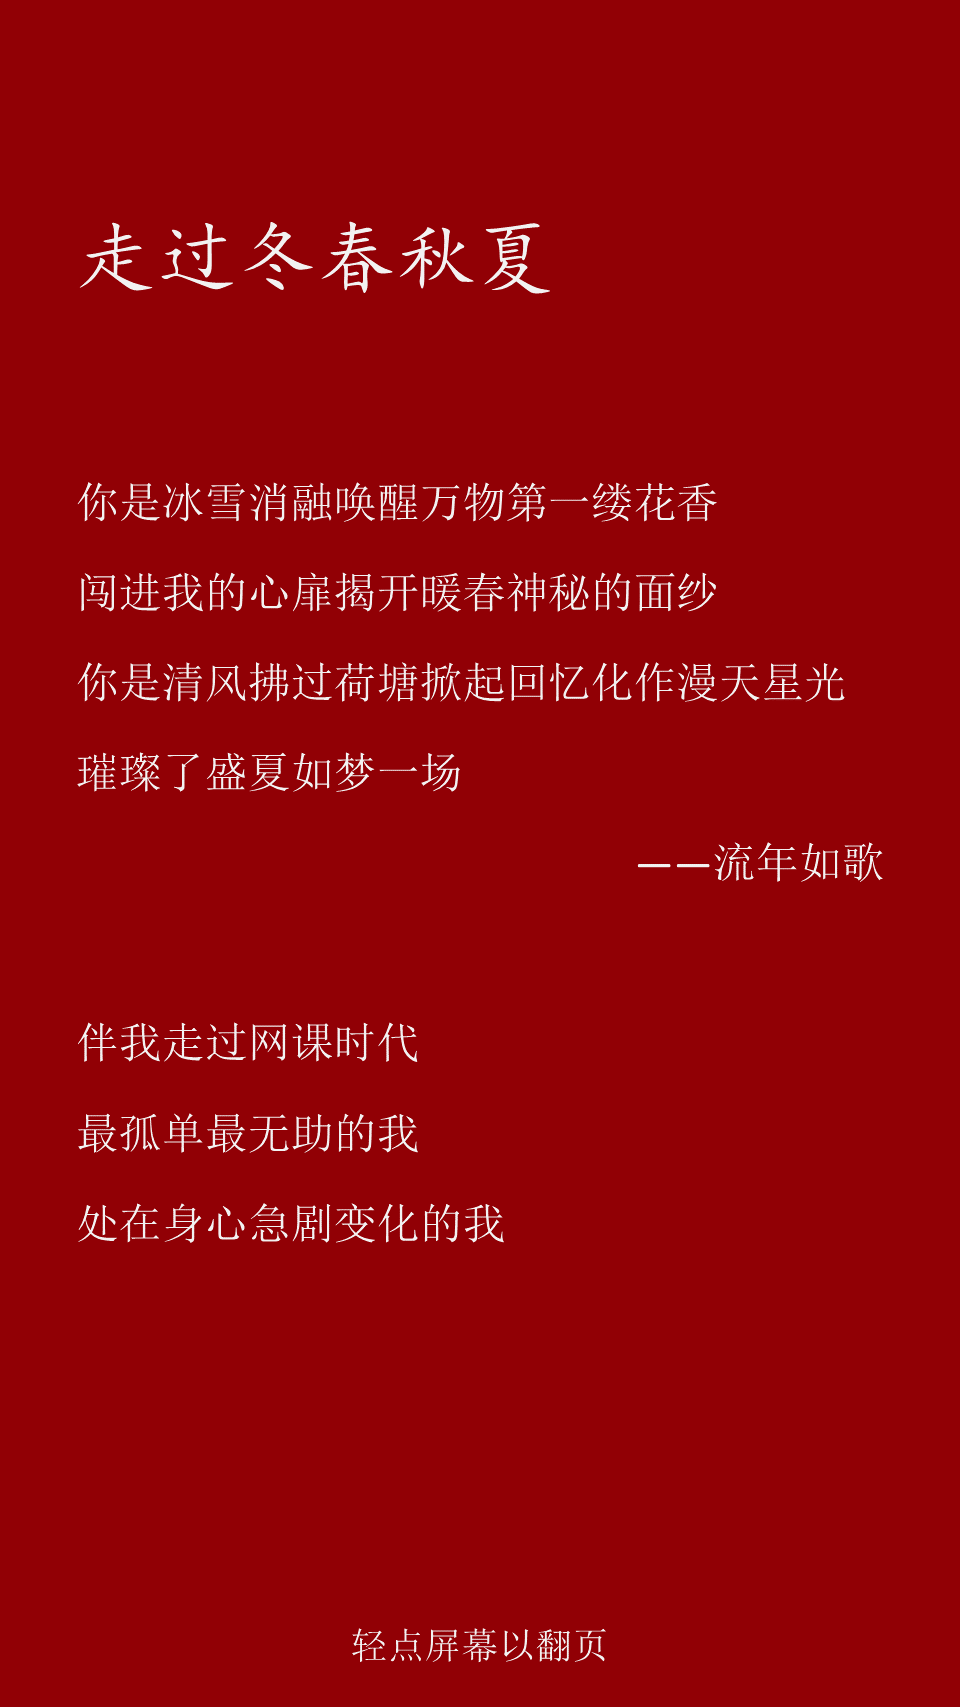 走过冬春秋夏
你是冰雪消融唤醒万物第一缕花香
闯进我的心扉揭开暖春神秘的面纱
你是清风拂过荷塘掀起回忆化作漫天星光
璀璨了盛夏如梦一场
——流年如歌
伴我走过网课时代
最孤单最无助的我
处在身心急剧变化的我
轻点屏幕以翻页